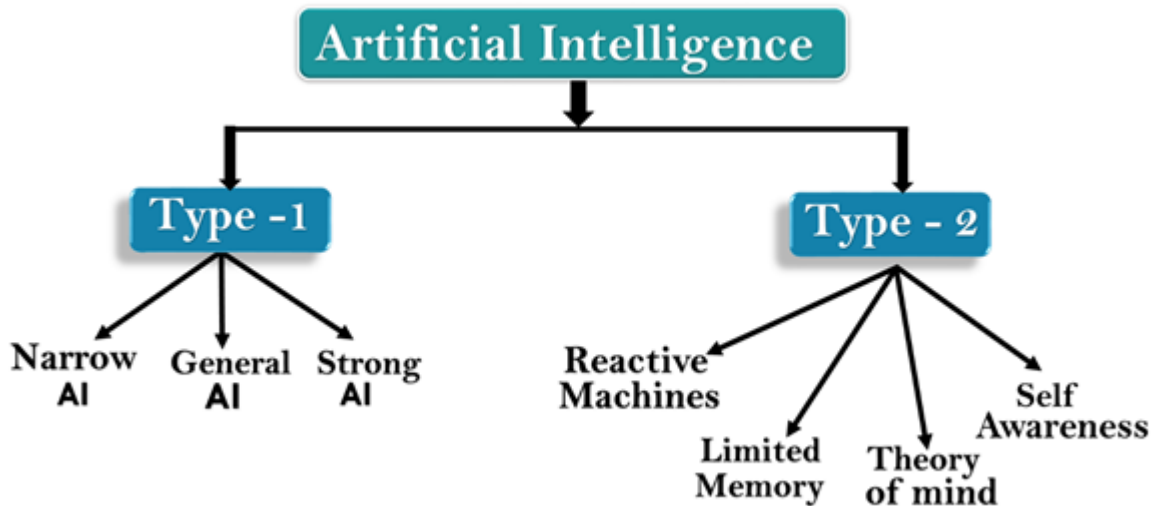 Artificial Intelligence
Type -1
Type - 2
Narrow
AI
General
AI
Strong
AI
Reactive
Machines
Limited
Memory
Theory
of mind
Self
Awareness